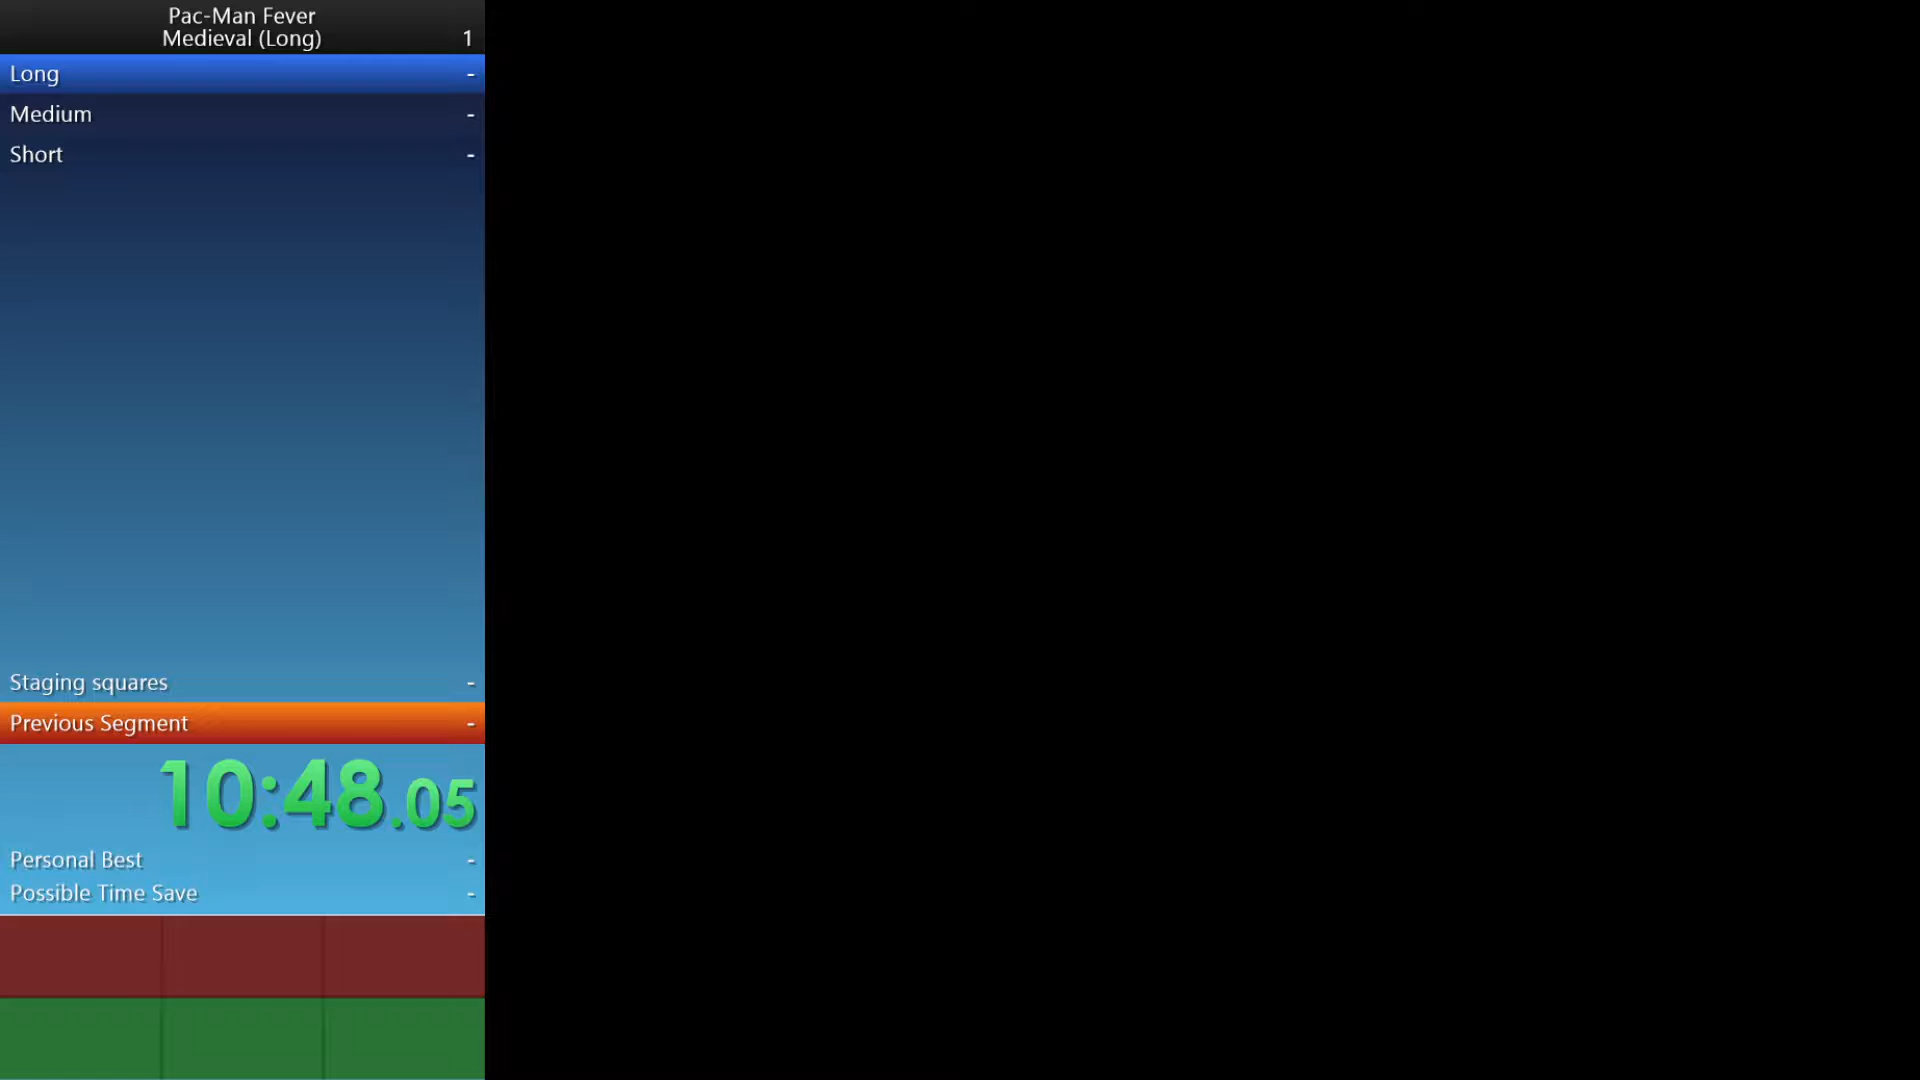 Pac-Man Fever
Medieval (Long) 1
Long -
Medium -
Short -
Staging squares -
Previous Segment -
10:48.05
Personal Best -
Possible Time Save -